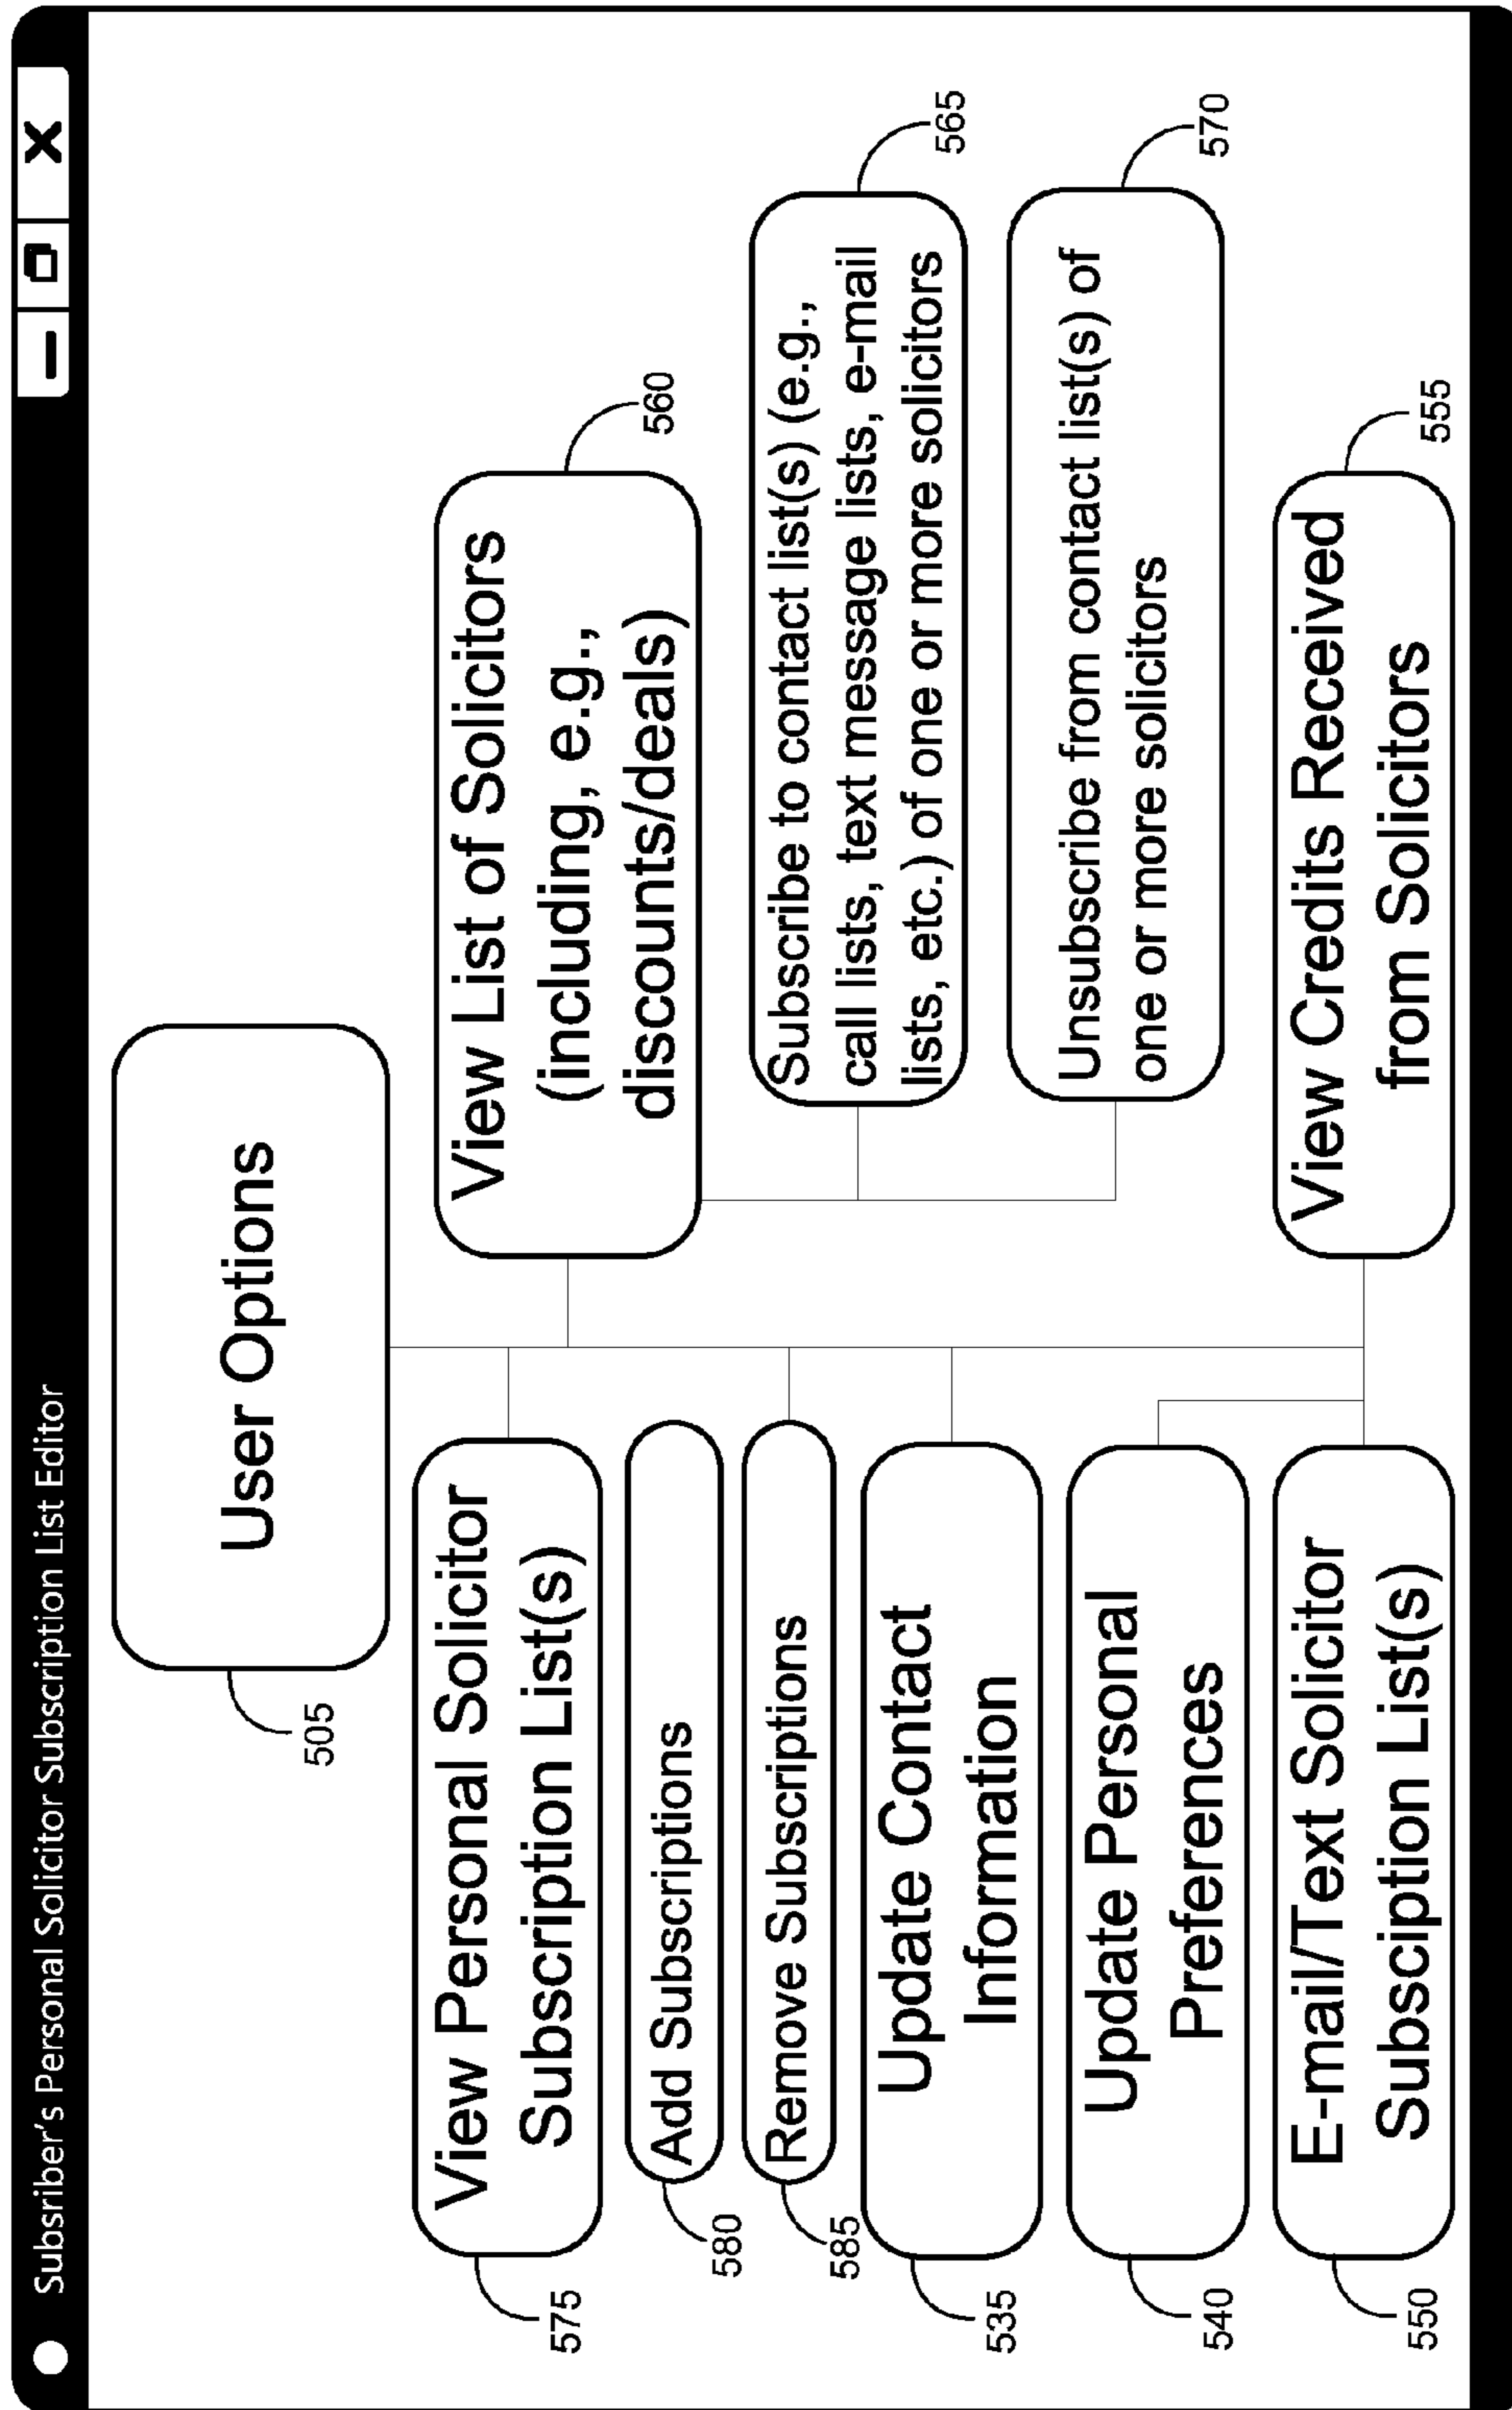 Subsriber's Personal Solicitor Subscription List Editor
User Options
505
View Personal Solicitor
Subscription List(s)
575
Add Subscriptions
580
Remove Subscriptions
585
Update Contact
Information
535
Update Personal
Preferences
540
E-mail/Text Solicitor
Subsciption List(s)
550
View List of Solicitors
(including, e.g.,
discounts/deals)
560
Subscribe to contact list(s) (e.g.,
call lists, text message lists, e-mail
lists, etc.) of one or more solicitors
565
Unsubscribe from contact list(s) of
one or more solicitors
570
View Credits Received
from Solicitors
555